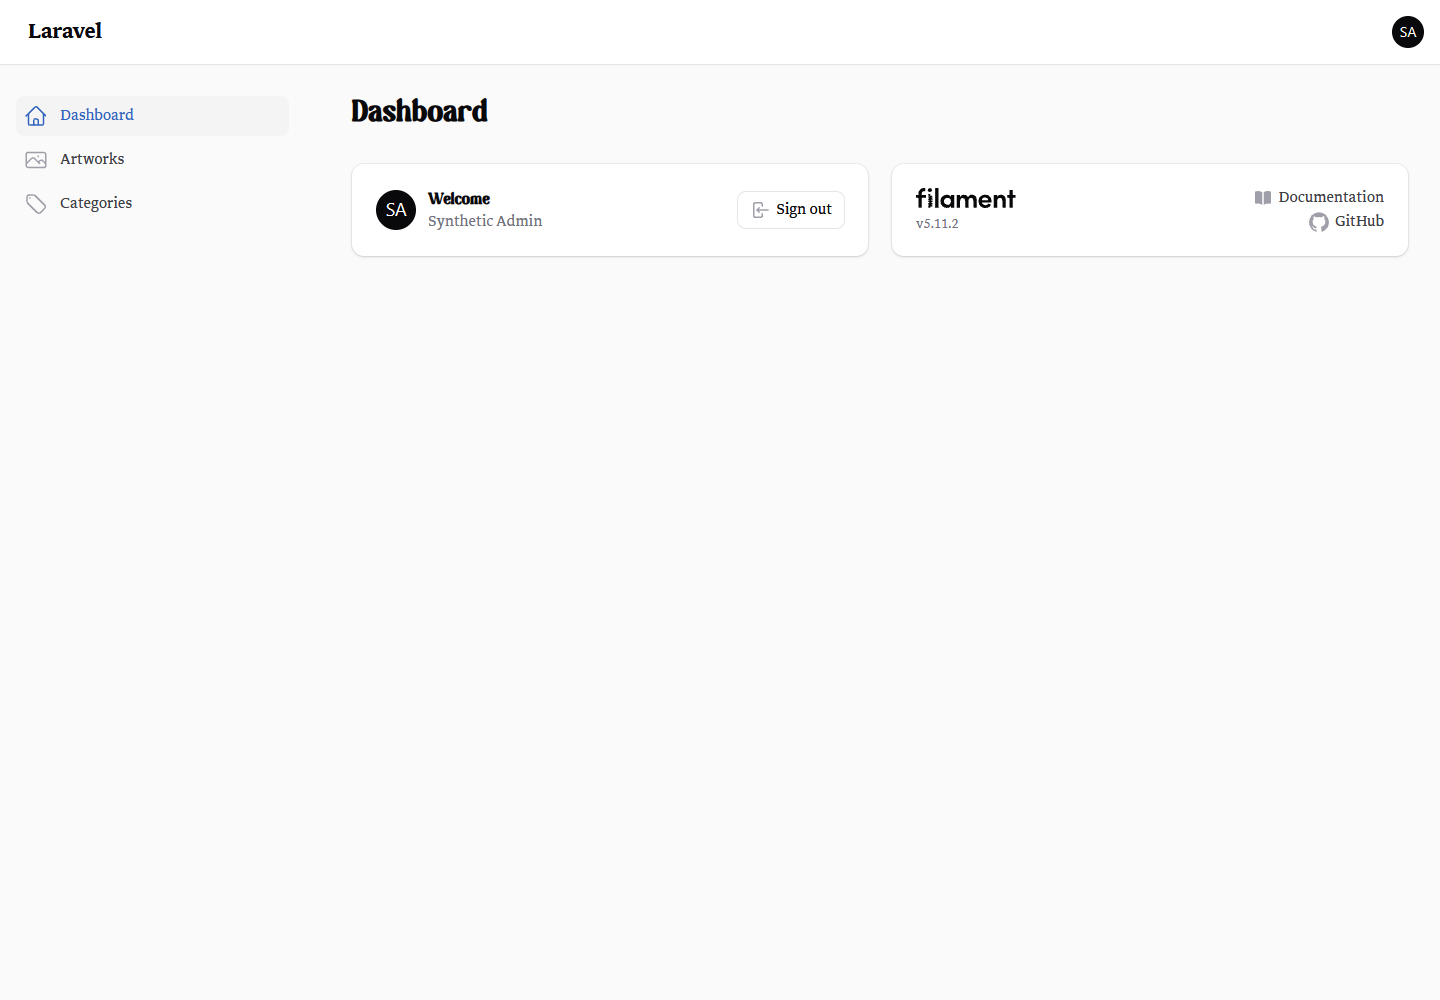 Laravel
SA
Dashboard
Artworks
Categories
Dashboard
SA
Welcome
Synthetic Admin
Sign out
filament
v5.11.2
Documentation
GitHub